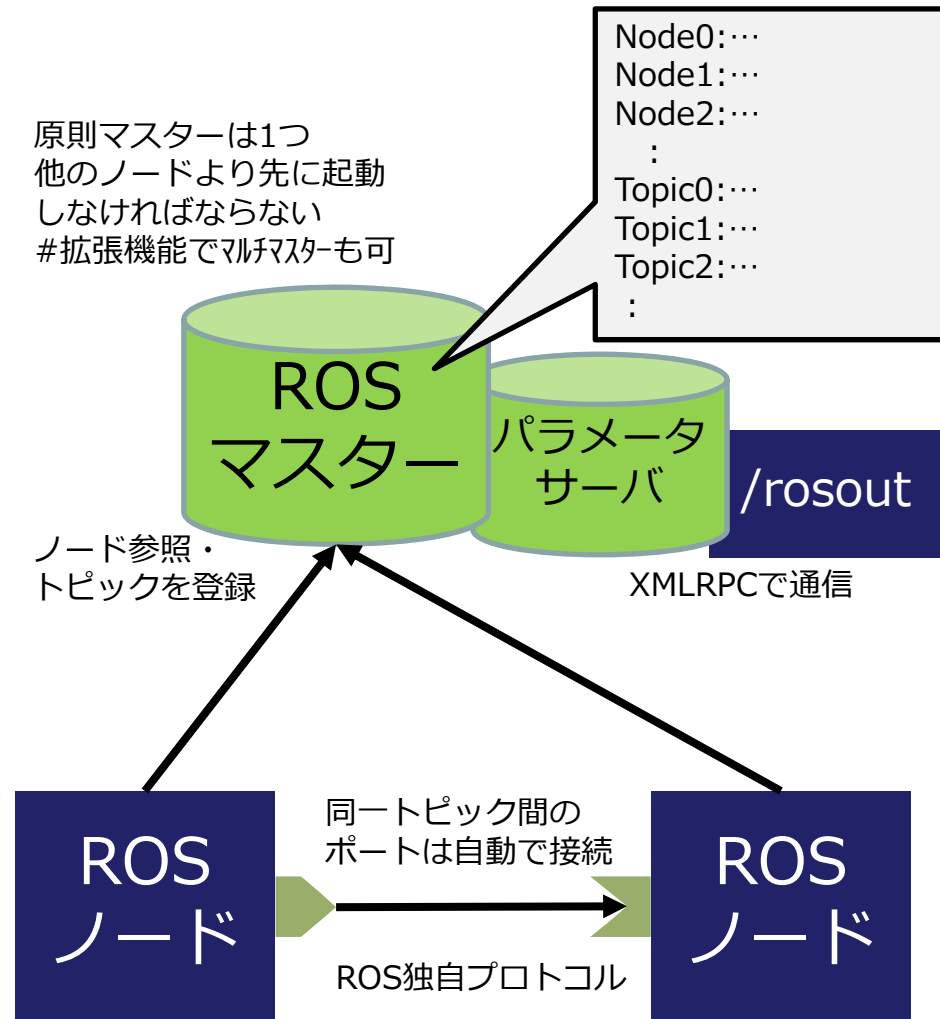 Node0:…
Node1:…
Node2:…
:
Topic0:…
Topic1:…
Topic2:…
:
原則マスターは1つ
他のノードより先に起動
しなければならない
#拡張機能でﾏﾙﾁﾏｽﾀｰも可
ROS
マスター
パラメータ
サーバ
/rosout
ノード参照・
トピックを登録
XMLRPCで通信
同一トピック間の
ポートは自動で接続
ROS
ノード
ROS
ノード
ROS独自プロトコル